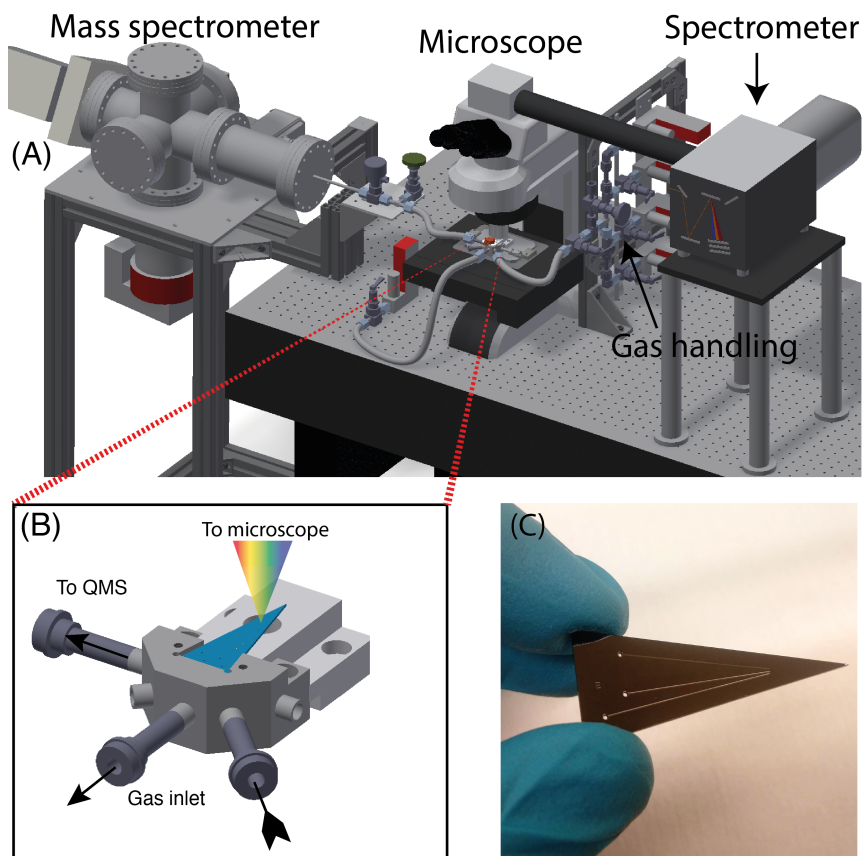 Mass spectrometer
Microscope
Spectrometer
(A)
Gas handling
(B)
To microscope
To QMS
Gas inlet
(C)